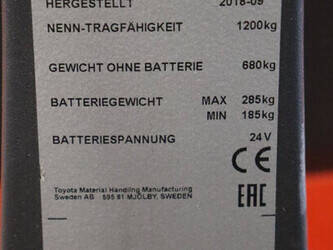 HERGESTELLT 2018-09
NENN-TRAGFÄHIGKEIT 1200kg
GEWICHT OHNE BATTERIE 680kg
BATTERIEGEWICHT MAX 285kg
MIN 185kg
BATTERIESPANNUNG 24V
CE
Toyota Material Handling Manufacturing
Sweden AB 595 81 MJÖLBY, SWEDEN
EAC